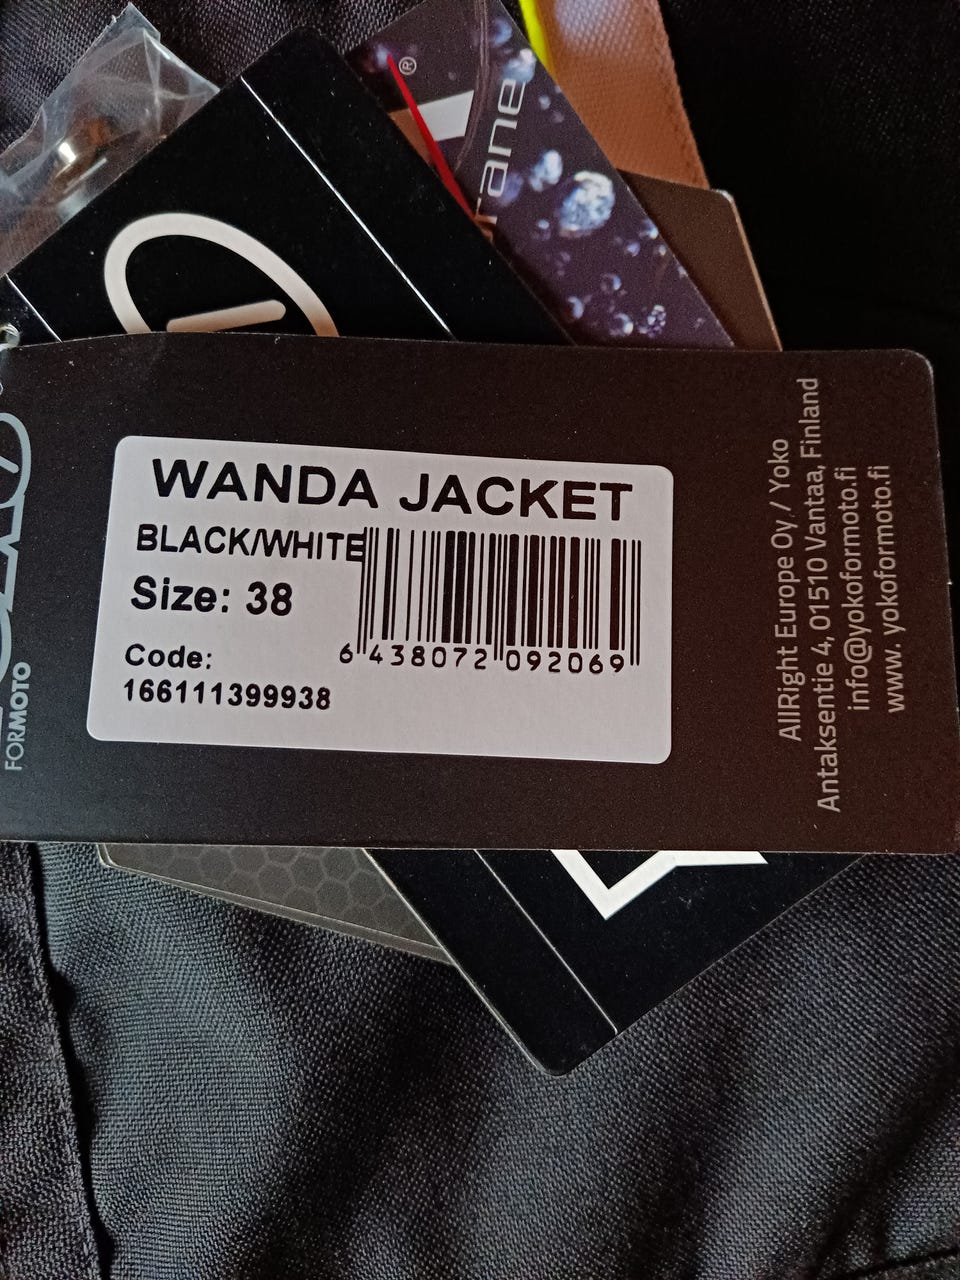 ®
rane
WANDA JACKET
BLACK/WHITE
Size: 38
Code:
166111399938
6 438072 092069
FORMOTO
AllRight Europe Oy / Yoko
Antaksentie 4, 01510 Vantaa, Finland
info@yokoformoto.fi
www. yokoformoto.fi